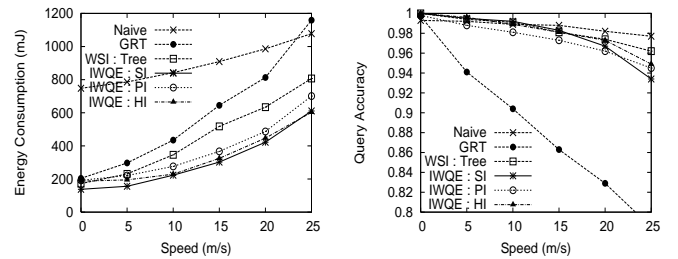 Energy Consumption (mJ)
1200
1000
800
600
400
200
0
Naive
GRT
WSI : Tree
IWQE : SI
IWQE : PI
IWQE : HI
0 5 10 15 20 25
Speed (m/s)
Query Accuracy
1
0.98
0.96
0.94
0.92
0.9
0.88
0.86
0.84
0.82
0.8
Naive
GRT
WSI : Tree
IWQE : SI
IWQE : PI
IWQE : HI
0 5 10 15 20 25
Speed (m/s)